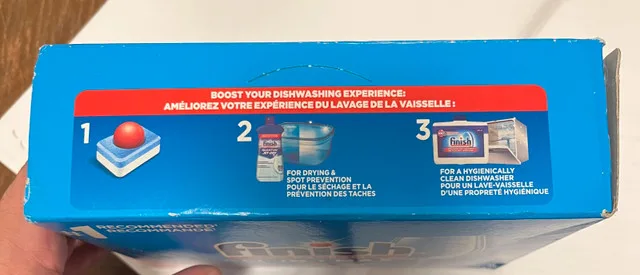 BOOST YOUR DISHWASHING EXPERIENCE:
AMÉLIOREZ VOTRE EXPÉRIENCE DU LAVAGE DE LA VAISSELLE :
1
2
finish
FOR DRYING &
SPOT PREVENTION
POUR LE SÉCHAGE ET LA
PRÉVENTION DES TACHES
3
finish
FOR A HYGIENICALLY
CLEAN DISHWASHER
POUR UN LAVE-VAISSELLE
D'UNE PROPRETÉ HYGIÉNIQUE
#1 RECOMMENDED
RECOMMANDÉ
finish